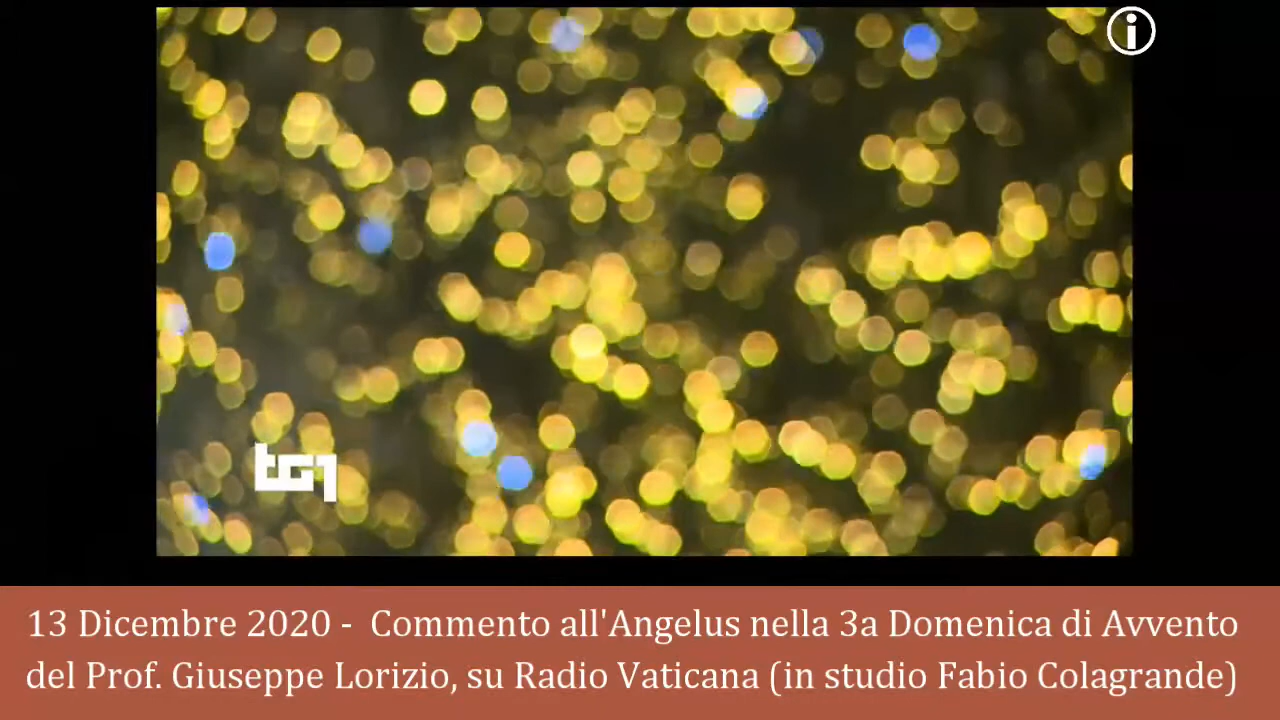 i
tg1
13 Dicembre 2020 -  Commento all'Angelus nella 3a Domenica di Avvento
del Prof. Giuseppe Lorizio, su Radio Vaticana (in studio Fabio Colagrande)